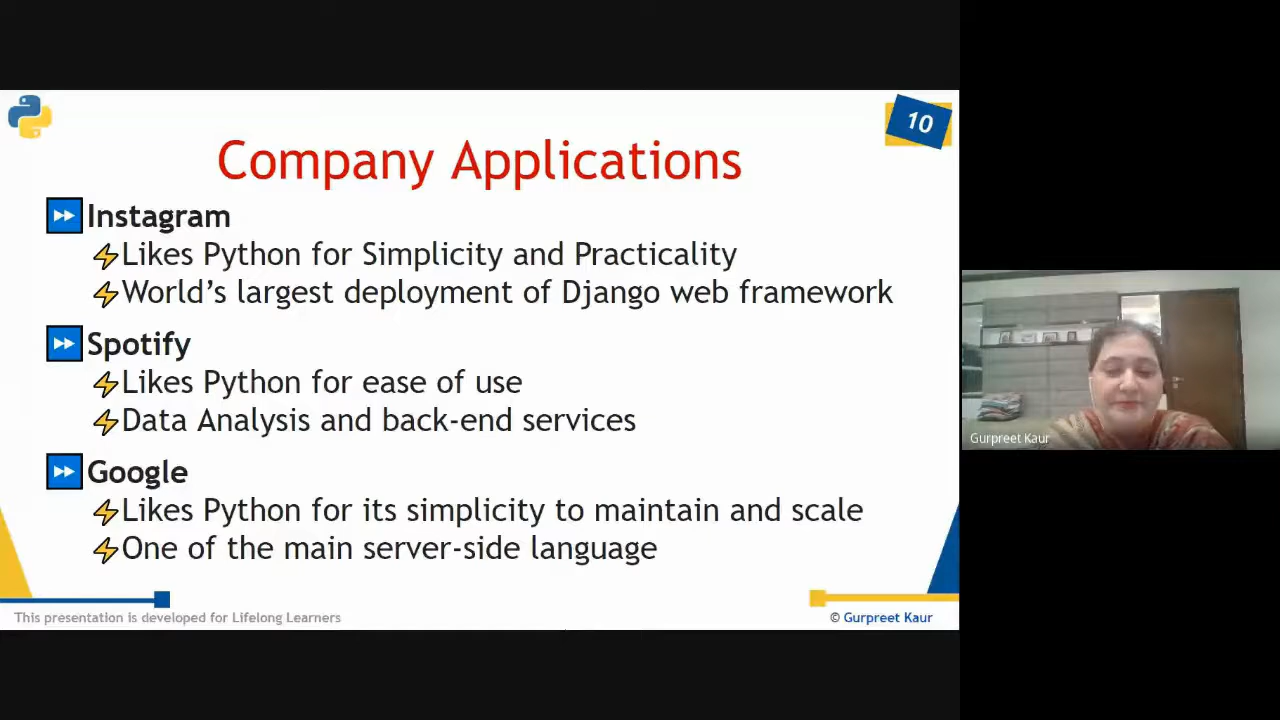 10
Company Applications
Instagram
Likes Python for Simplicity and Practicality
World's largest deployment of Django web framework
Spotify
Likes Python for ease of use
Data Analysis and back-end services
Google
Likes Python for its simplicity to maintain and scale
One of the main server-side language
This presentation is developed for Lifelong Learners
© Gurpreet Kaur
Gurpreet Kaur